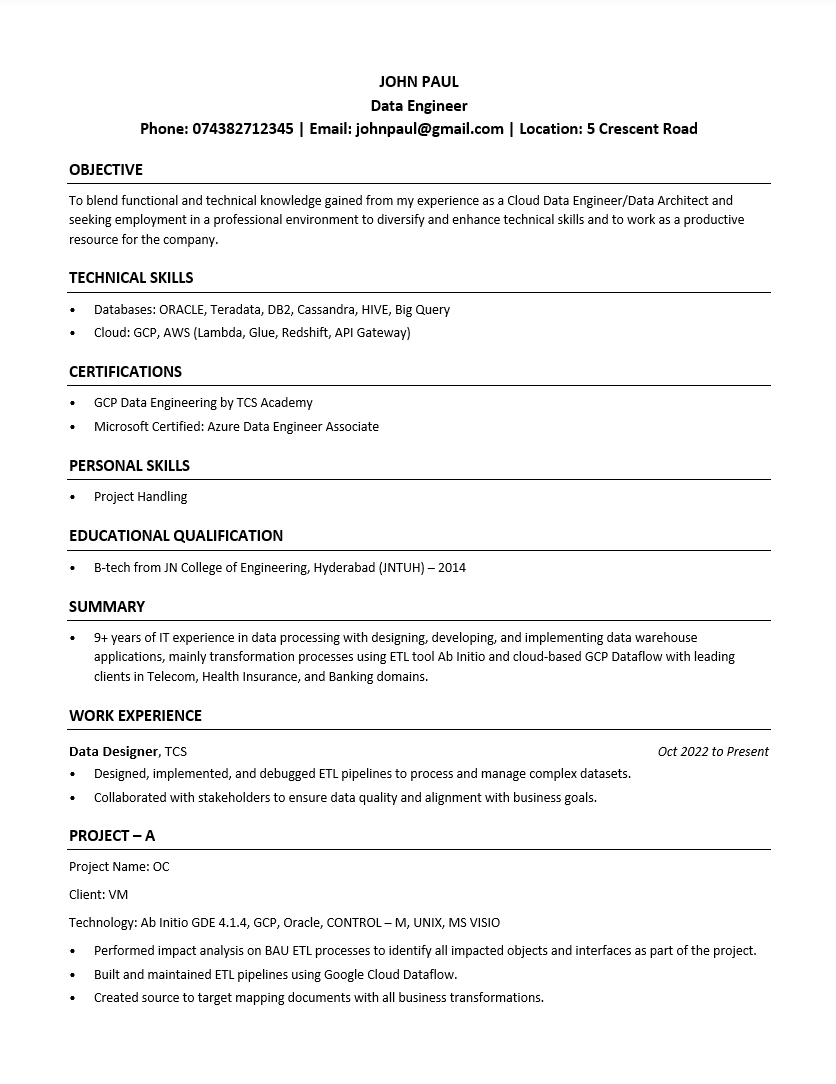 JOHN PAUL
Data Engineer
Phone: 074382712345 | Email: johnpaul@gmail.com | Location: 5 Crescent Road
OBJECTIVE
To blend functional and technical knowledge gained from my experience as a Cloud Data Engineer/Data Architect and
seeking employment in a professional environment to diversify and enhance technical skills and to work as a productive
resource for the company.
TECHNICAL SKILLS
• Databases: ORACLE, Teradata, DB2, Cassandra, HIVE, Big Query
• Cloud: GCP, AWS (Lambda, Glue, Redshift, API Gateway)
CERTIFICATIONS
• GCP Data Engineering by TCS Academy
• Microsoft Certified: Azure Data Engineer Associate
PERSONAL SKILLS
• Project Handling
EDUCATIONAL QUALIFICATION
• B-tech from JN College of Engineering, Hyderabad (JNTUH) – 2014
SUMMARY
• 9+ years of IT experience in data processing with designing, developing, and implementing data warehouse
applications, mainly transformation processes using ETL tool Ab Initio and cloud-based GCP Dataflow with leading
clients in Telecom, Health Insurance, and Banking domains.
WORK EXPERIENCE
Data Designer, TCS Oct 2022 to Present
• Designed, implemented, and debugged ETL pipelines to process and manage complex datasets.
• Collaborated with stakeholders to ensure data quality and alignment with business goals.
PROJECT – A
Project Name: OC
Client: VM
Technology: Ab Initio GDE 4.1.4, GCP, Oracle, CONTROL – M, UNIX, MS VISIO
• Performed impact analysis on BAU ETL processes to identify all impacted objects and interfaces as part of the project.
• Built and maintained ETL pipelines using Google Cloud Dataflow.
• Created source to target mapping documents with all business transformations.